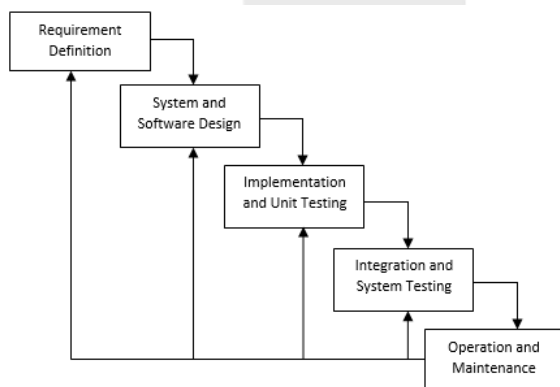 Requirement
Definition
System and
Software Design
Implementation
and Unit Testing
Integration and
System Testing
Operation and
Maintenance